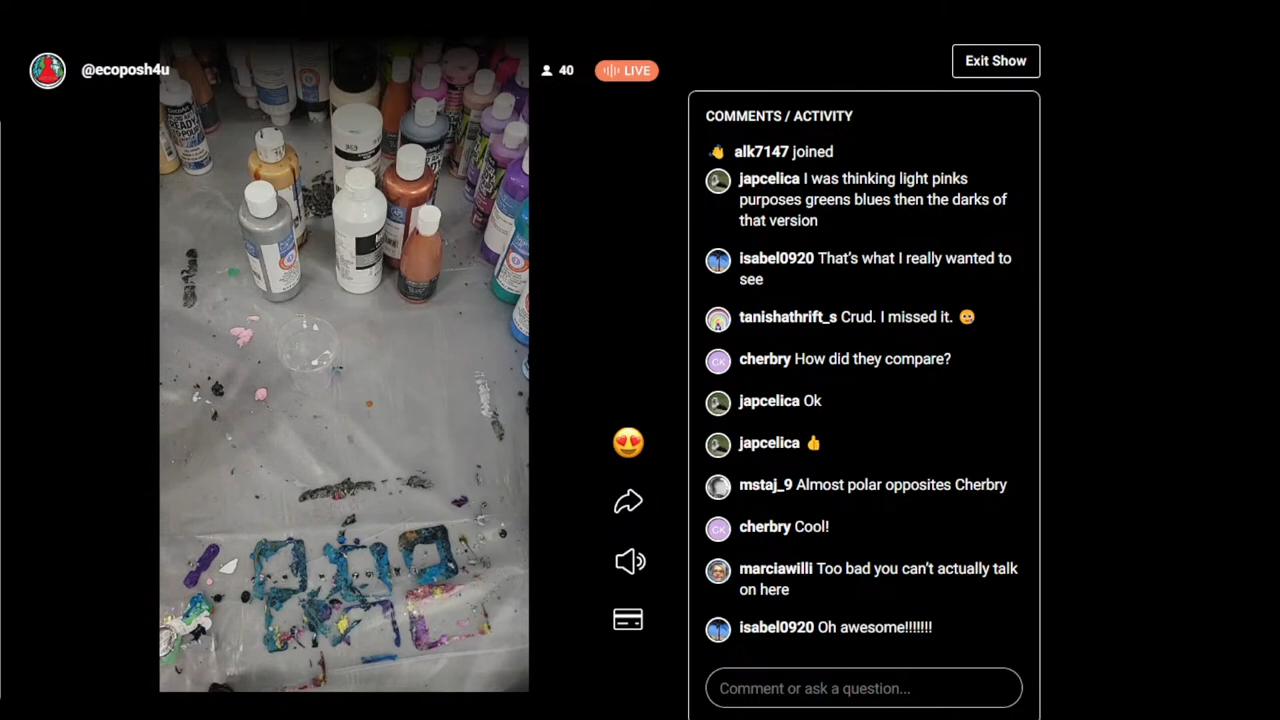 @ecoposh4u
40
LIVE
Exit Show
COMMENTS / ACTIVITY
alk7147 joined
japcelica I was thinking light pinks
purposes greens blues then the darks of
that version
isabel0920 That's what I really wanted to
see
tanishathrift_s Crud. I missed it.
CK
cherbry How did they compare?
japcelica Ok
japcelica
mstaj_9 Almost polar opposites Cherbry
CK
cherbry Cool!
marciawilli Too bad you can't actually talk
on here
isabel0920 Oh awesome!!!!!!!
Comment or ask a question...